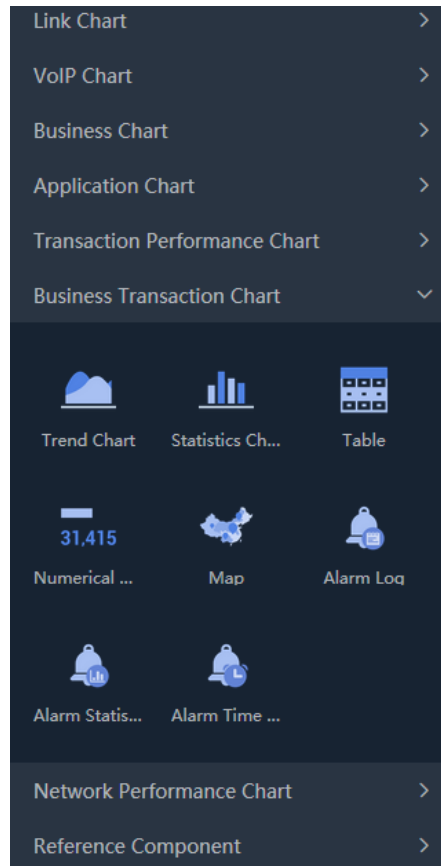 Link Chart
VoIP Chart
Business Chart
Application Chart
Transaction Performance Chart
Business Transaction Chart
Trend Chart
Statistics Ch...
Table
31,415
Numerical ...
Map
Alarm Log
Alarm Statis...
Alarm Time ...
Network Performance Chart
Reference Component